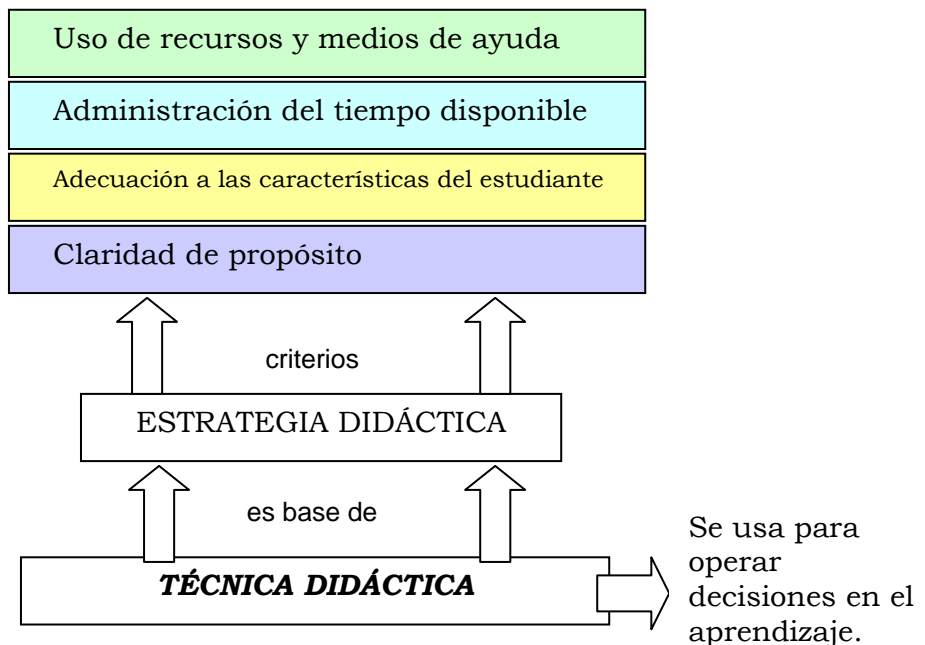 Uso de recursos y medios de ayuda
Administración del tiempo disponible
Adecuación a las características del estudiante
Claridad de propósito
criterios
ESTRATEGIA DIDÁCTICA
es base de
TÉCNICA DIDÁCTICA
Se usa para
operar
decisiones en el
aprendizaje.